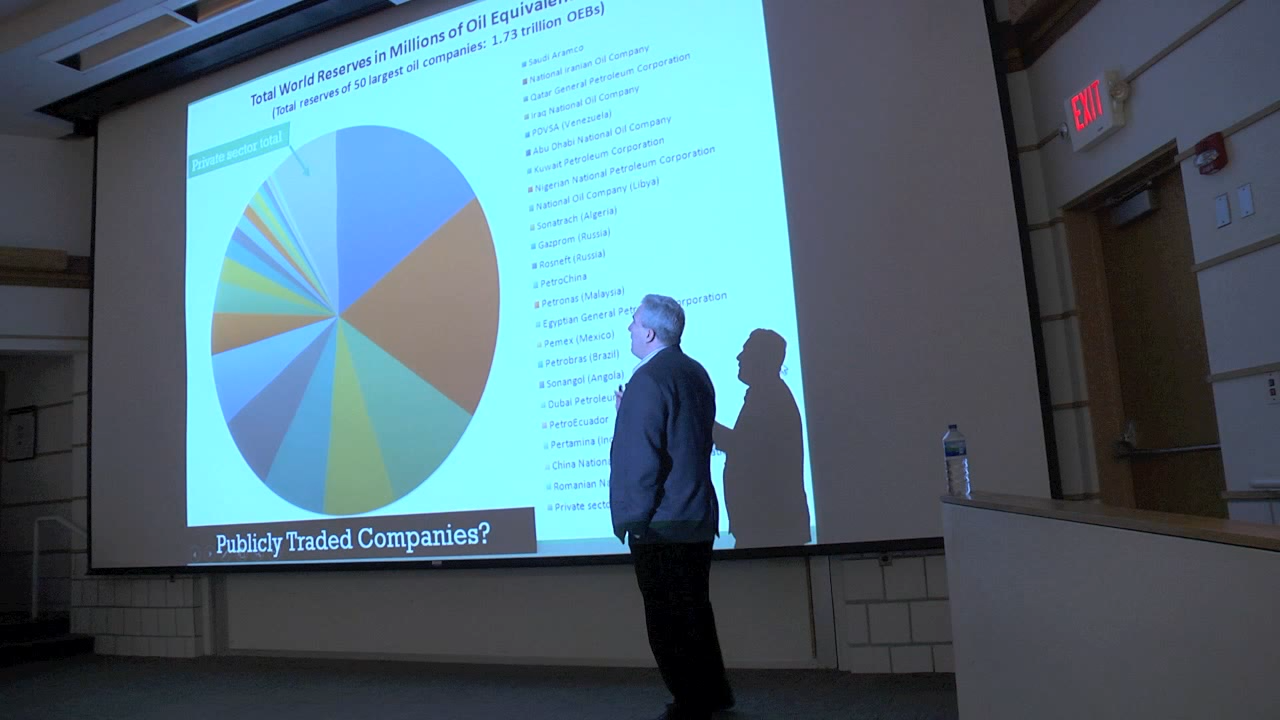 Total World Reserves in Millions of Oil Equivalen
(Total reserves of 50 largest oil companies: 1.73 trillion OEBs)
Private sector total
Saudi Aramco
National Iranian Oil Company
Qatar General Petroleum Corporation
Iraq National Oil Company
PDVSA (Venezuela)
Abu Dhabi National Oil Company
Kuwait Petroleum Corporation
Nigerian National Petroleum Corporation
National Oil Company (Libya)
Sonatrach (Algeria)
Gazprom (Russia)
Rosneft (Russia)
PetroChina
Petronas (Malaysia)
Egyptian General Petr orporation
Pemex (Mexico)
Petrobras (Brazil)
Sonangol (Angola)
Dubai Petroleu
PetroEcuador
Pertamina (Ind
China Nation
Romanian Na
Private secto
Publicly Traded Companies?
EXIT